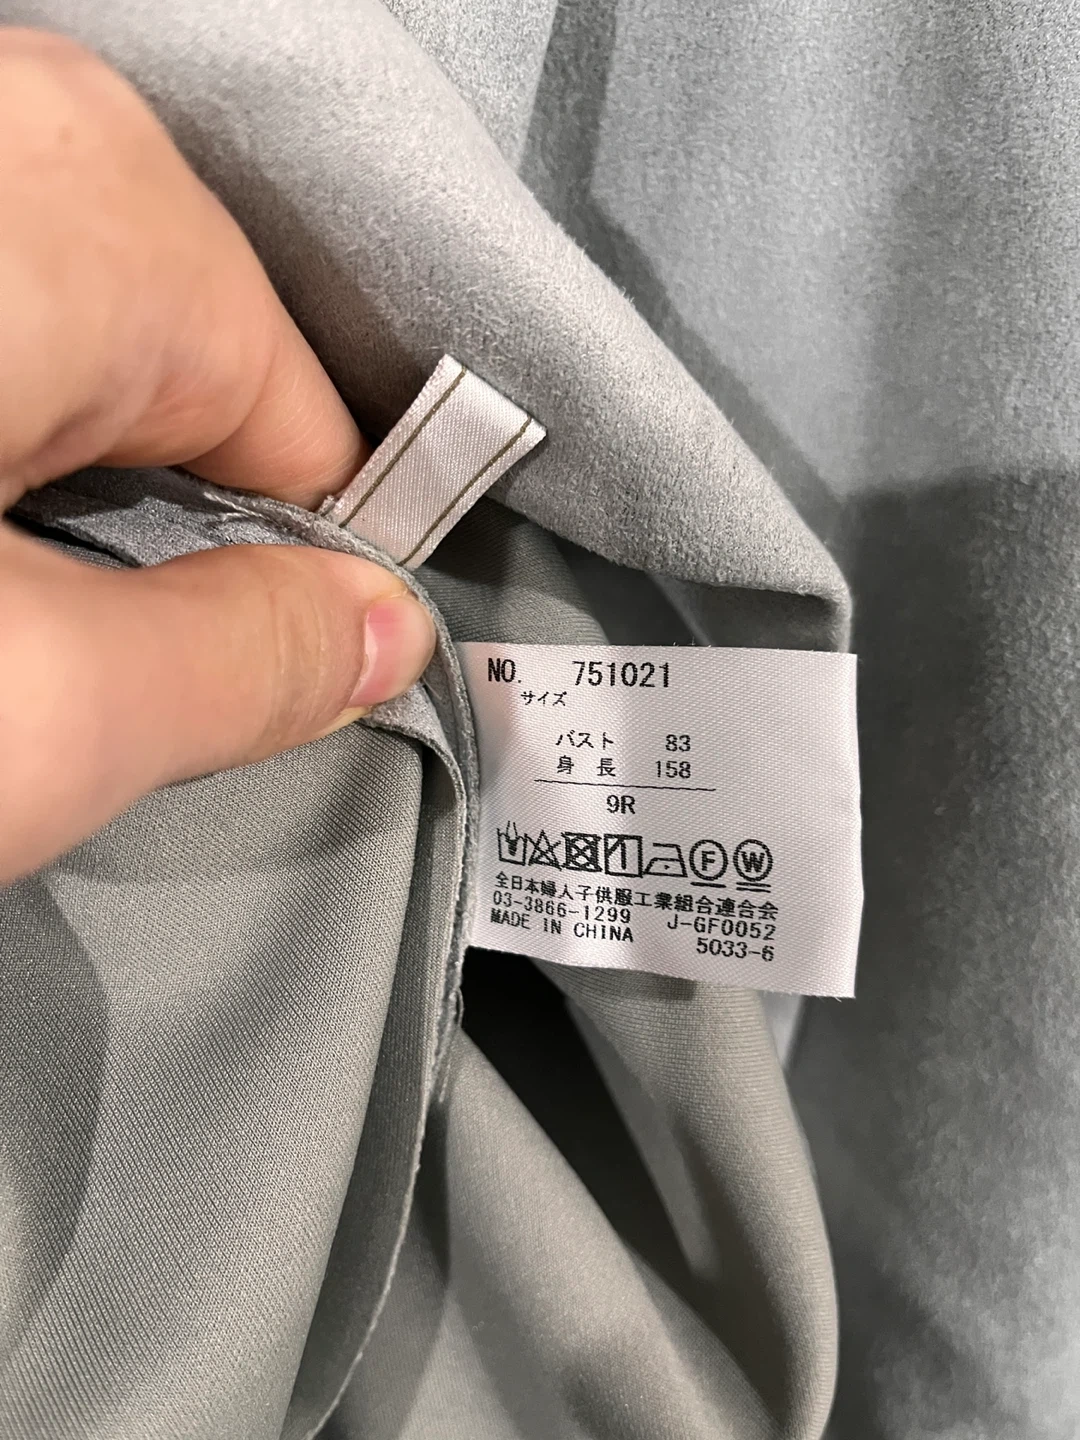 NO. 751021
サイズ
バスト 83
身長 158
9R
F W
全日本婦人子供服工業組合連合会
03-3866-1299 J-GF0052
MADE IN CHINA 5033-6